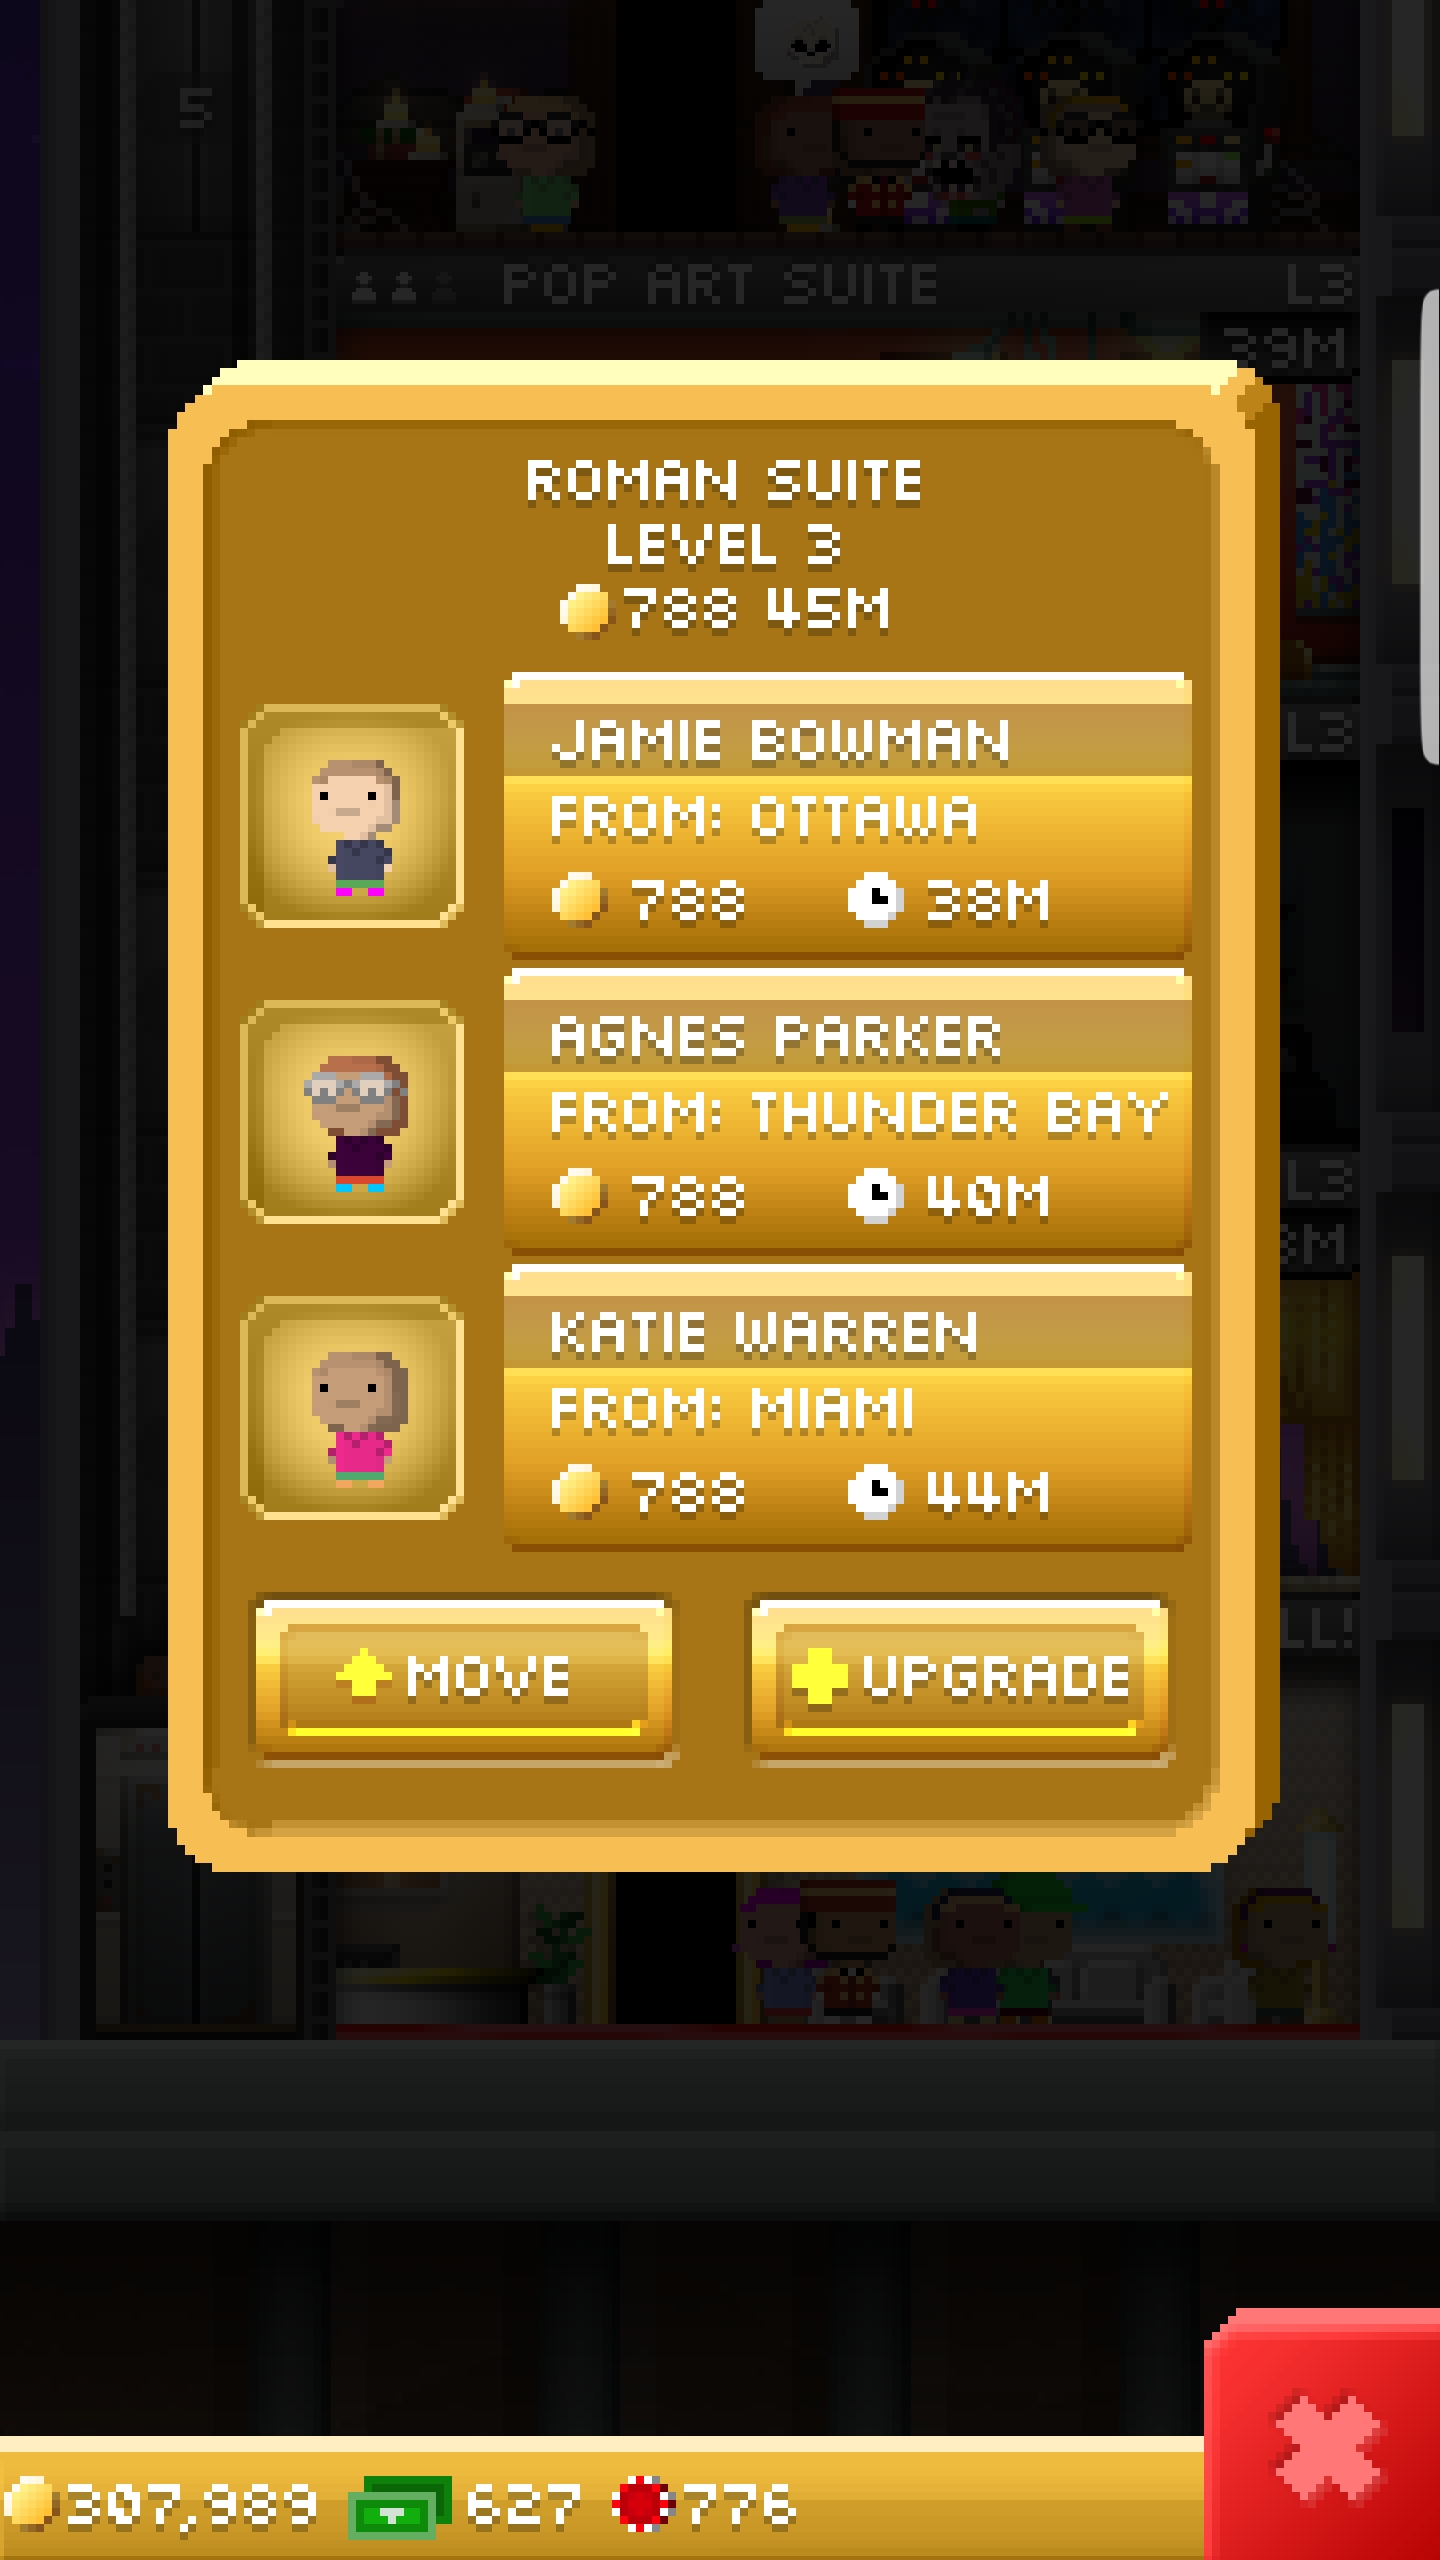 5
POP ART SUITE L3
39M
ROMAN SUITE
LEVEL 3
788 45M
JAMIE BOWMAN
FROM: OTTAWA
788 38M
L3
AGNES PARKER
FROM: THUNDER BAY
788 40M
L3
KATIE WARREN
FROM: MIAMI
788 44M
MOVE UPGRADE
307,989 627 776